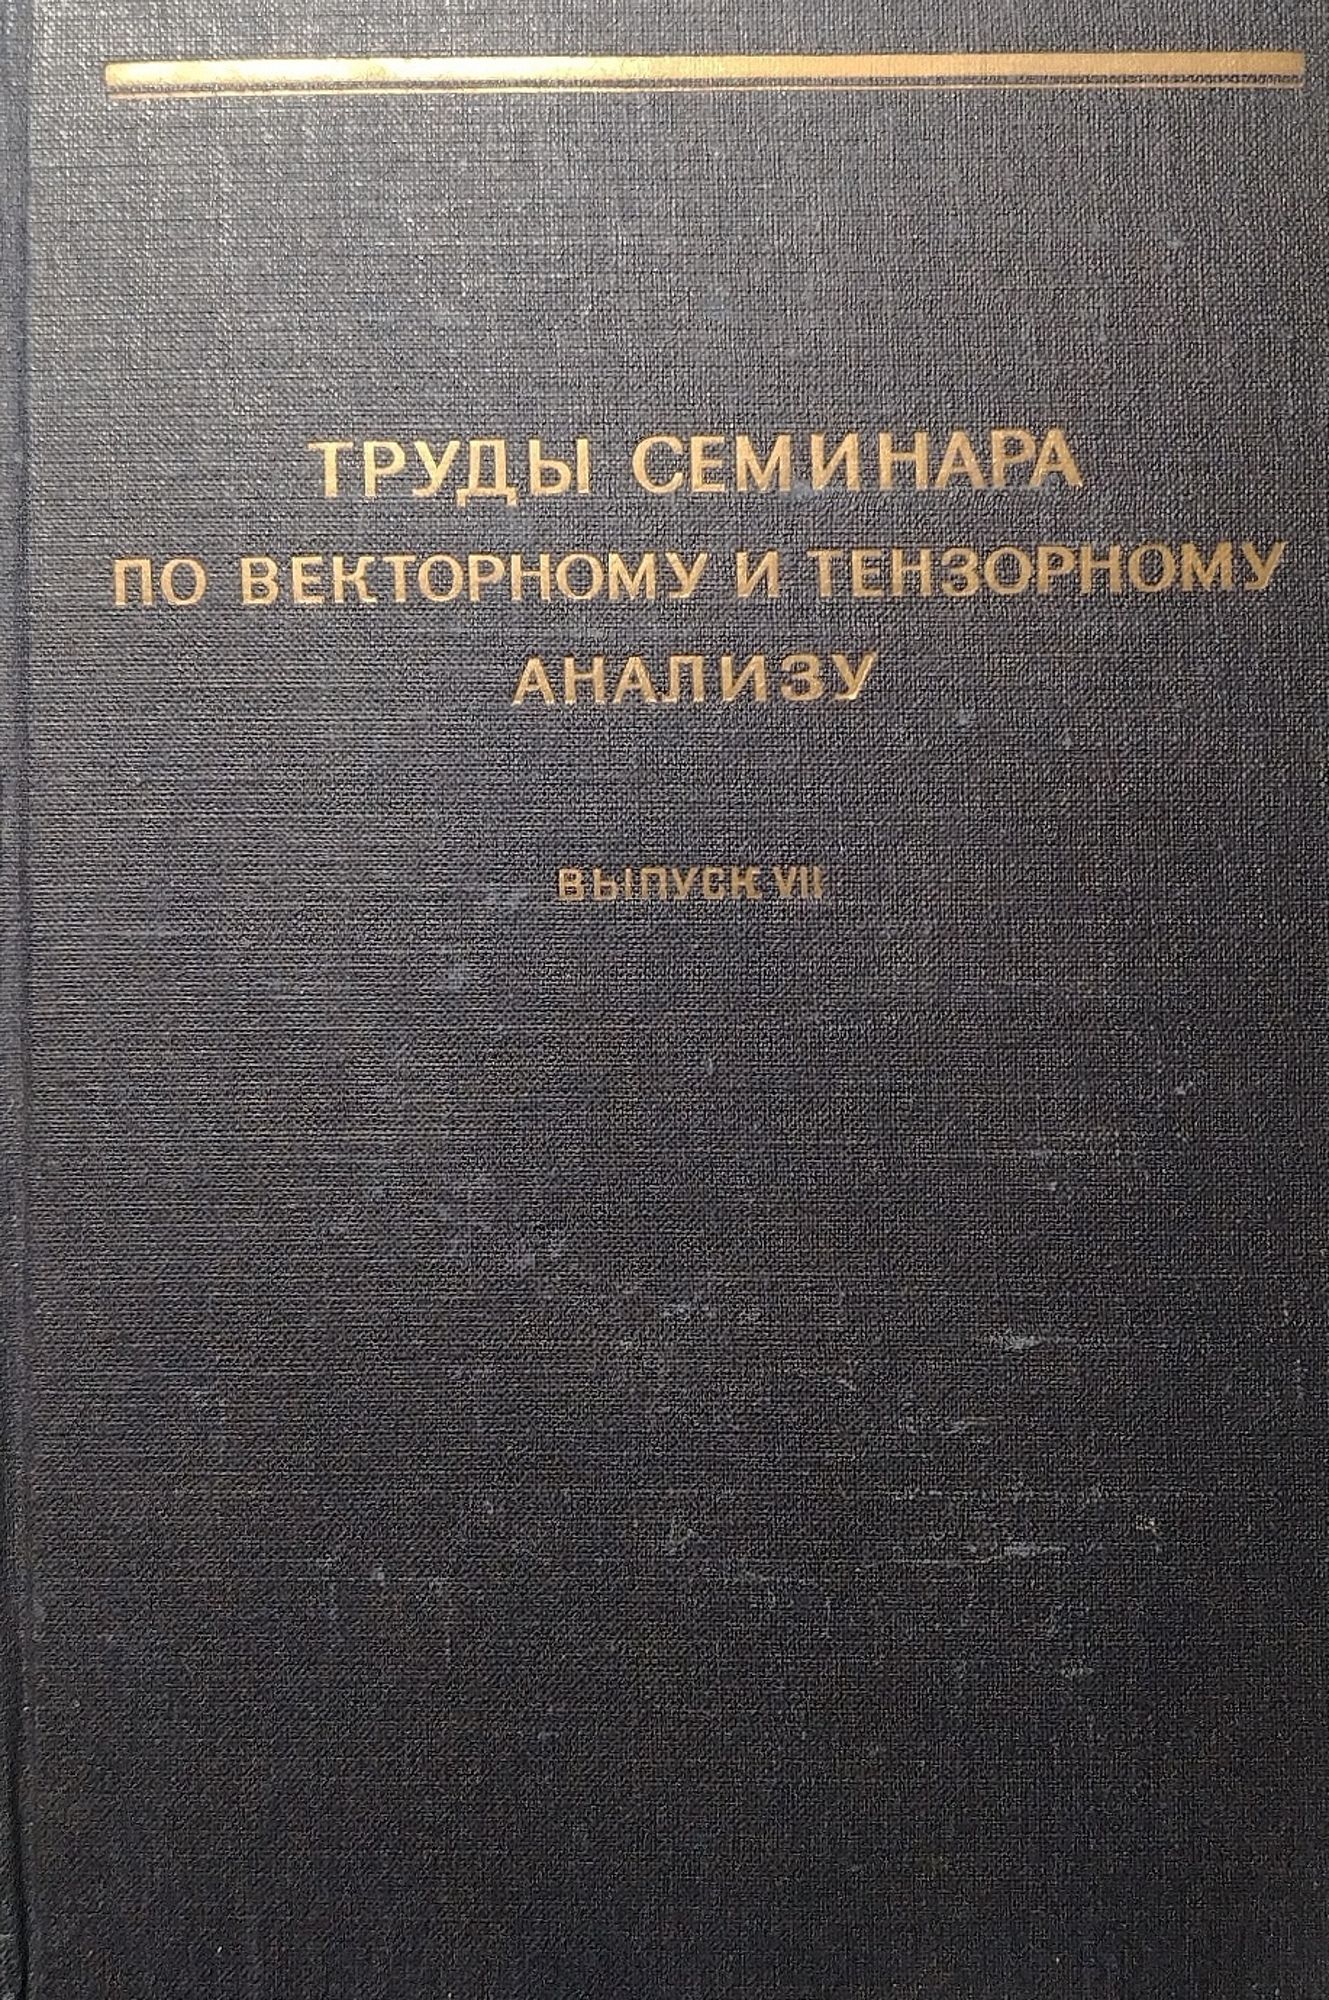 ТРУДЫ СЕМИНАРА
ПО ВЕКТОРНОМУ И ТЕНЗОРНОМУ
АНАЛИЗУ
ВЫПУСК VII